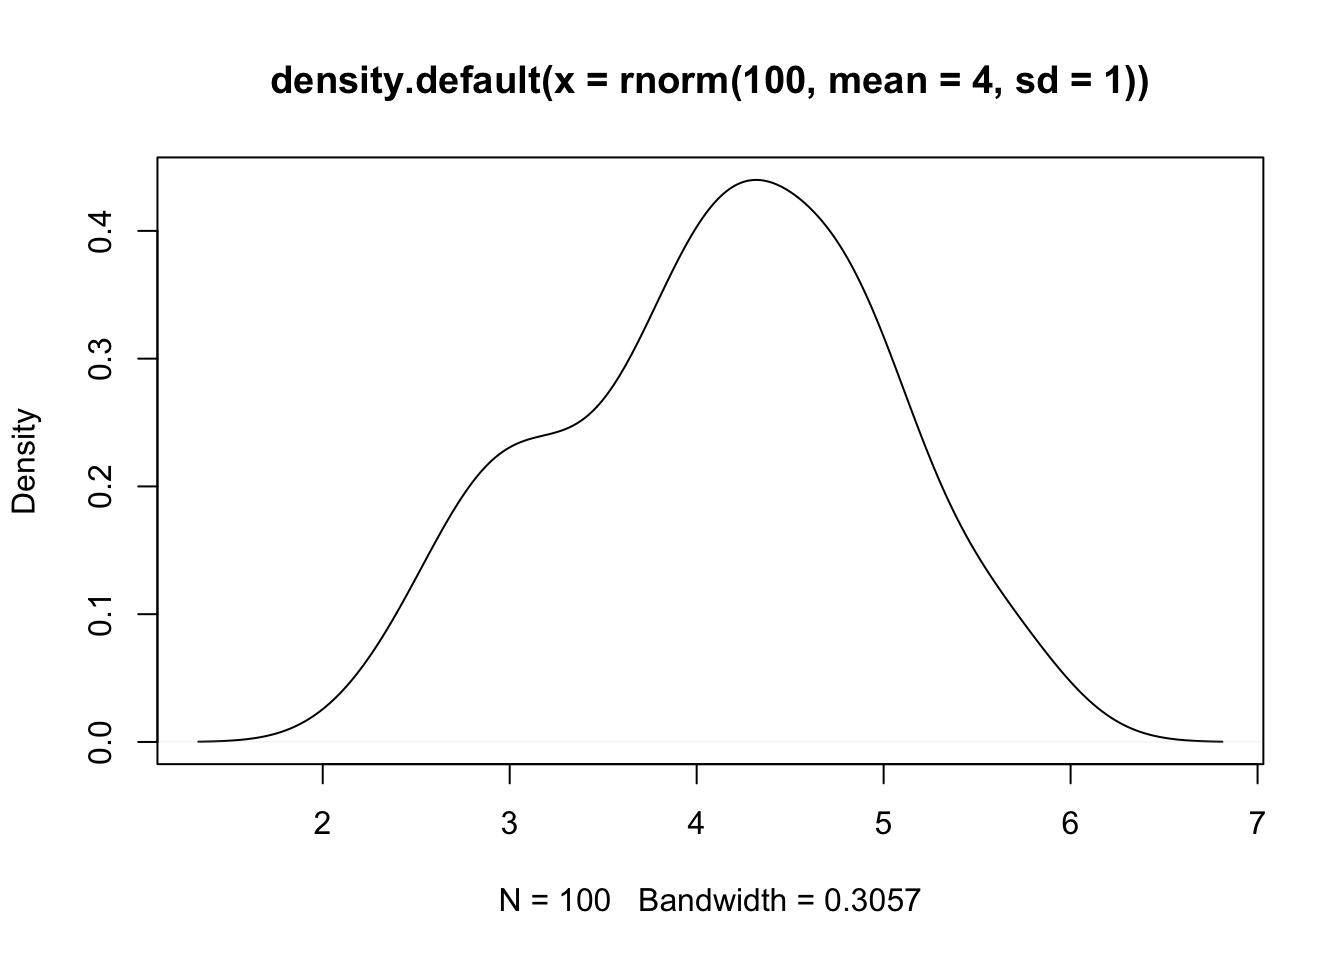 density.default(x = rnorm(100, mean = 4, sd = 1))
Density
0.4
0.3
0.2
0.1
0.0
2 3 4 5 6 7
N = 100 Bandwidth = 0.3057